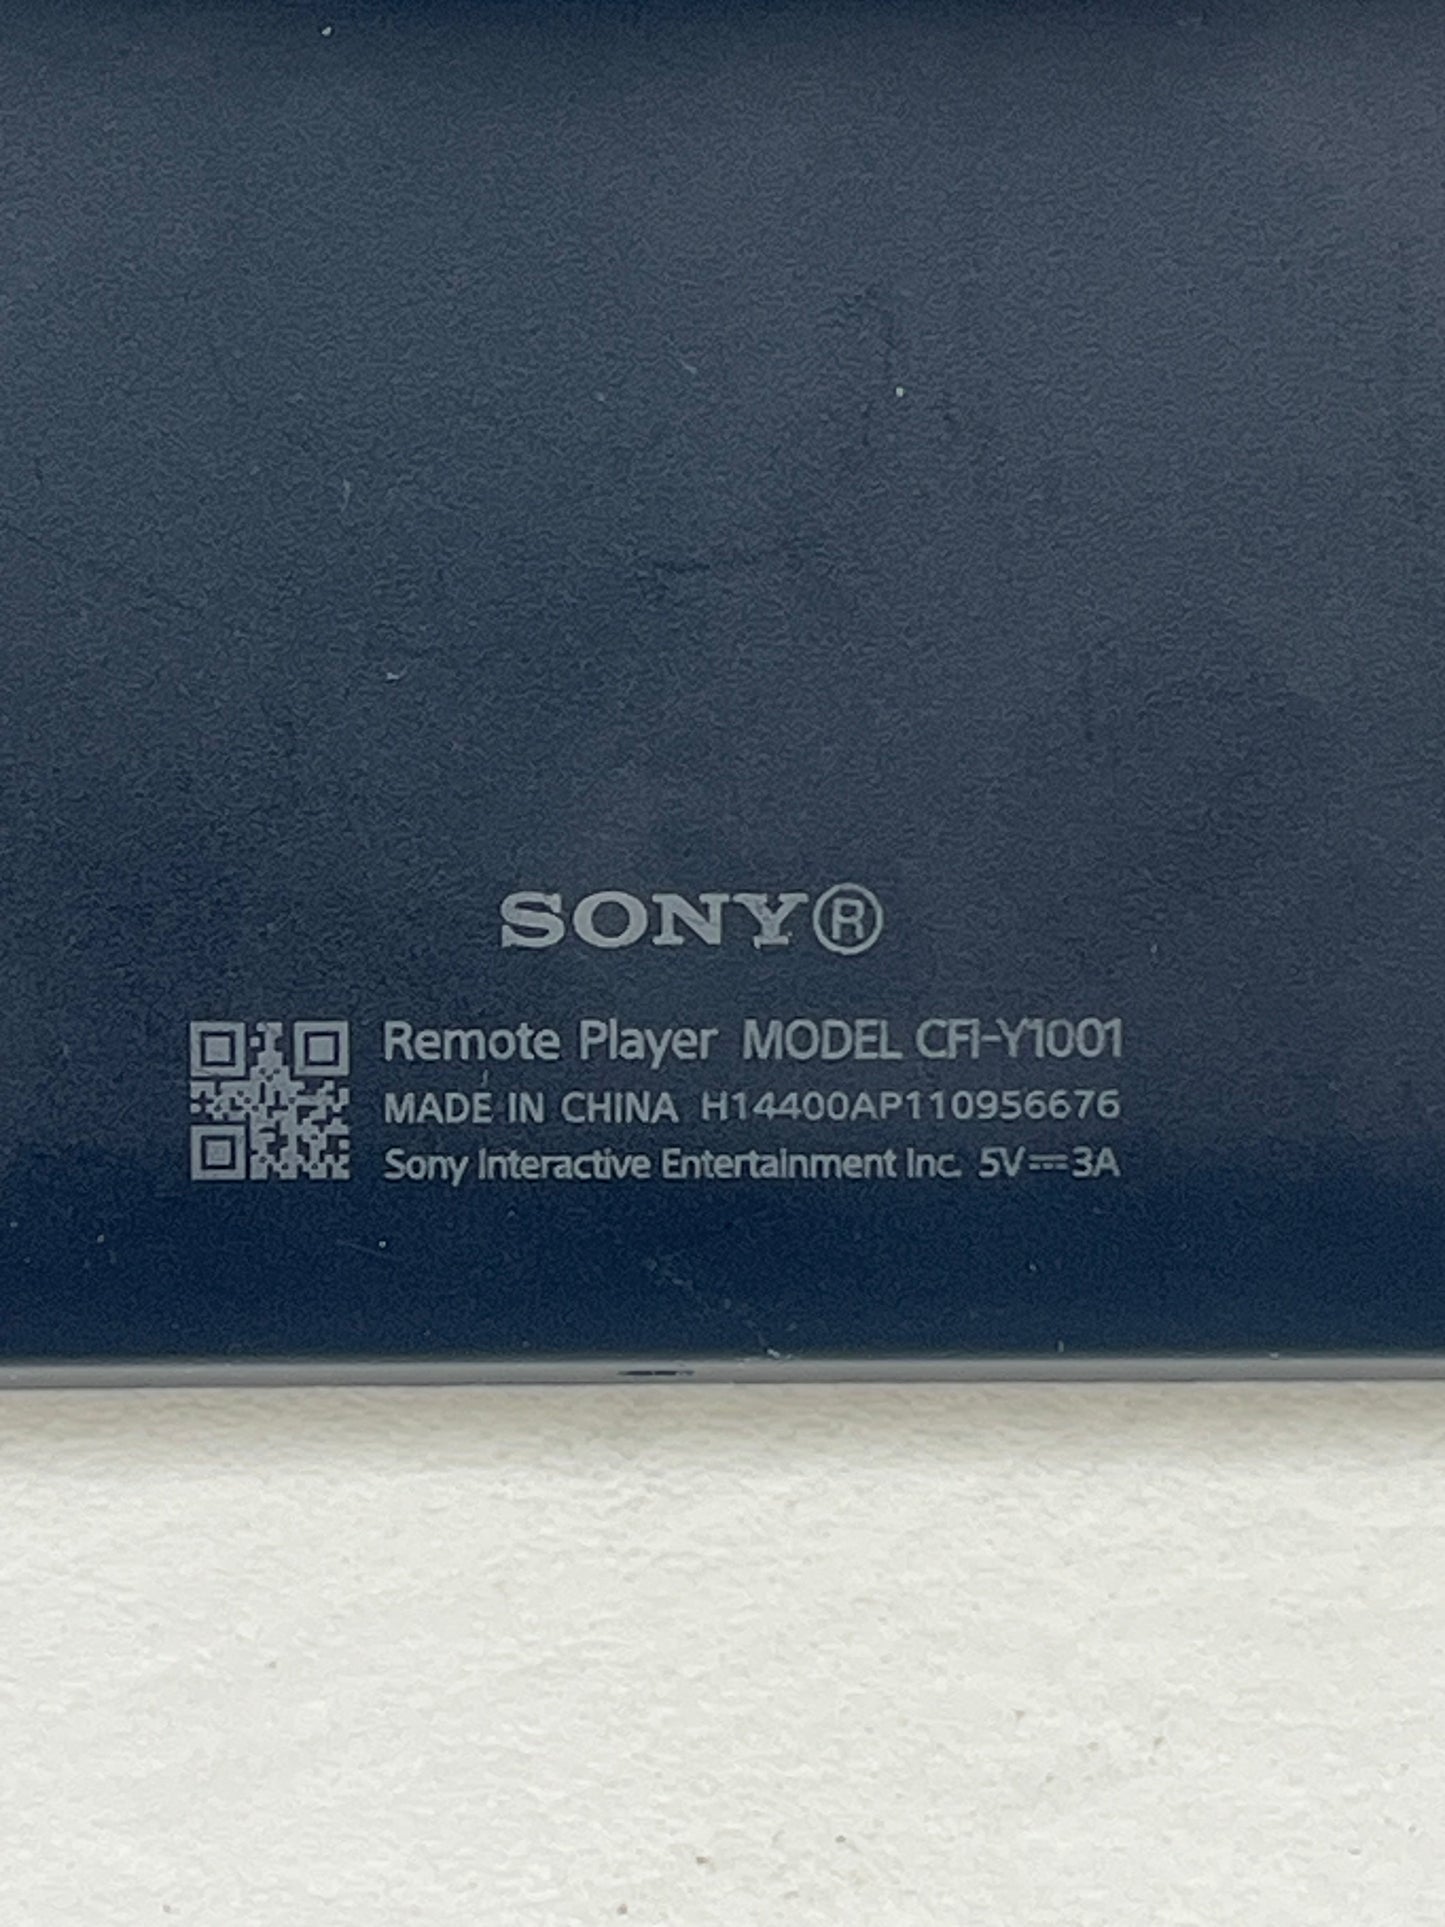 SONY®
Remote Player MODEL CFI-Y1001
MADE IN CHINA H14400AP110956676
Sony Interactive Entertainment Inc. 5V⎓3A